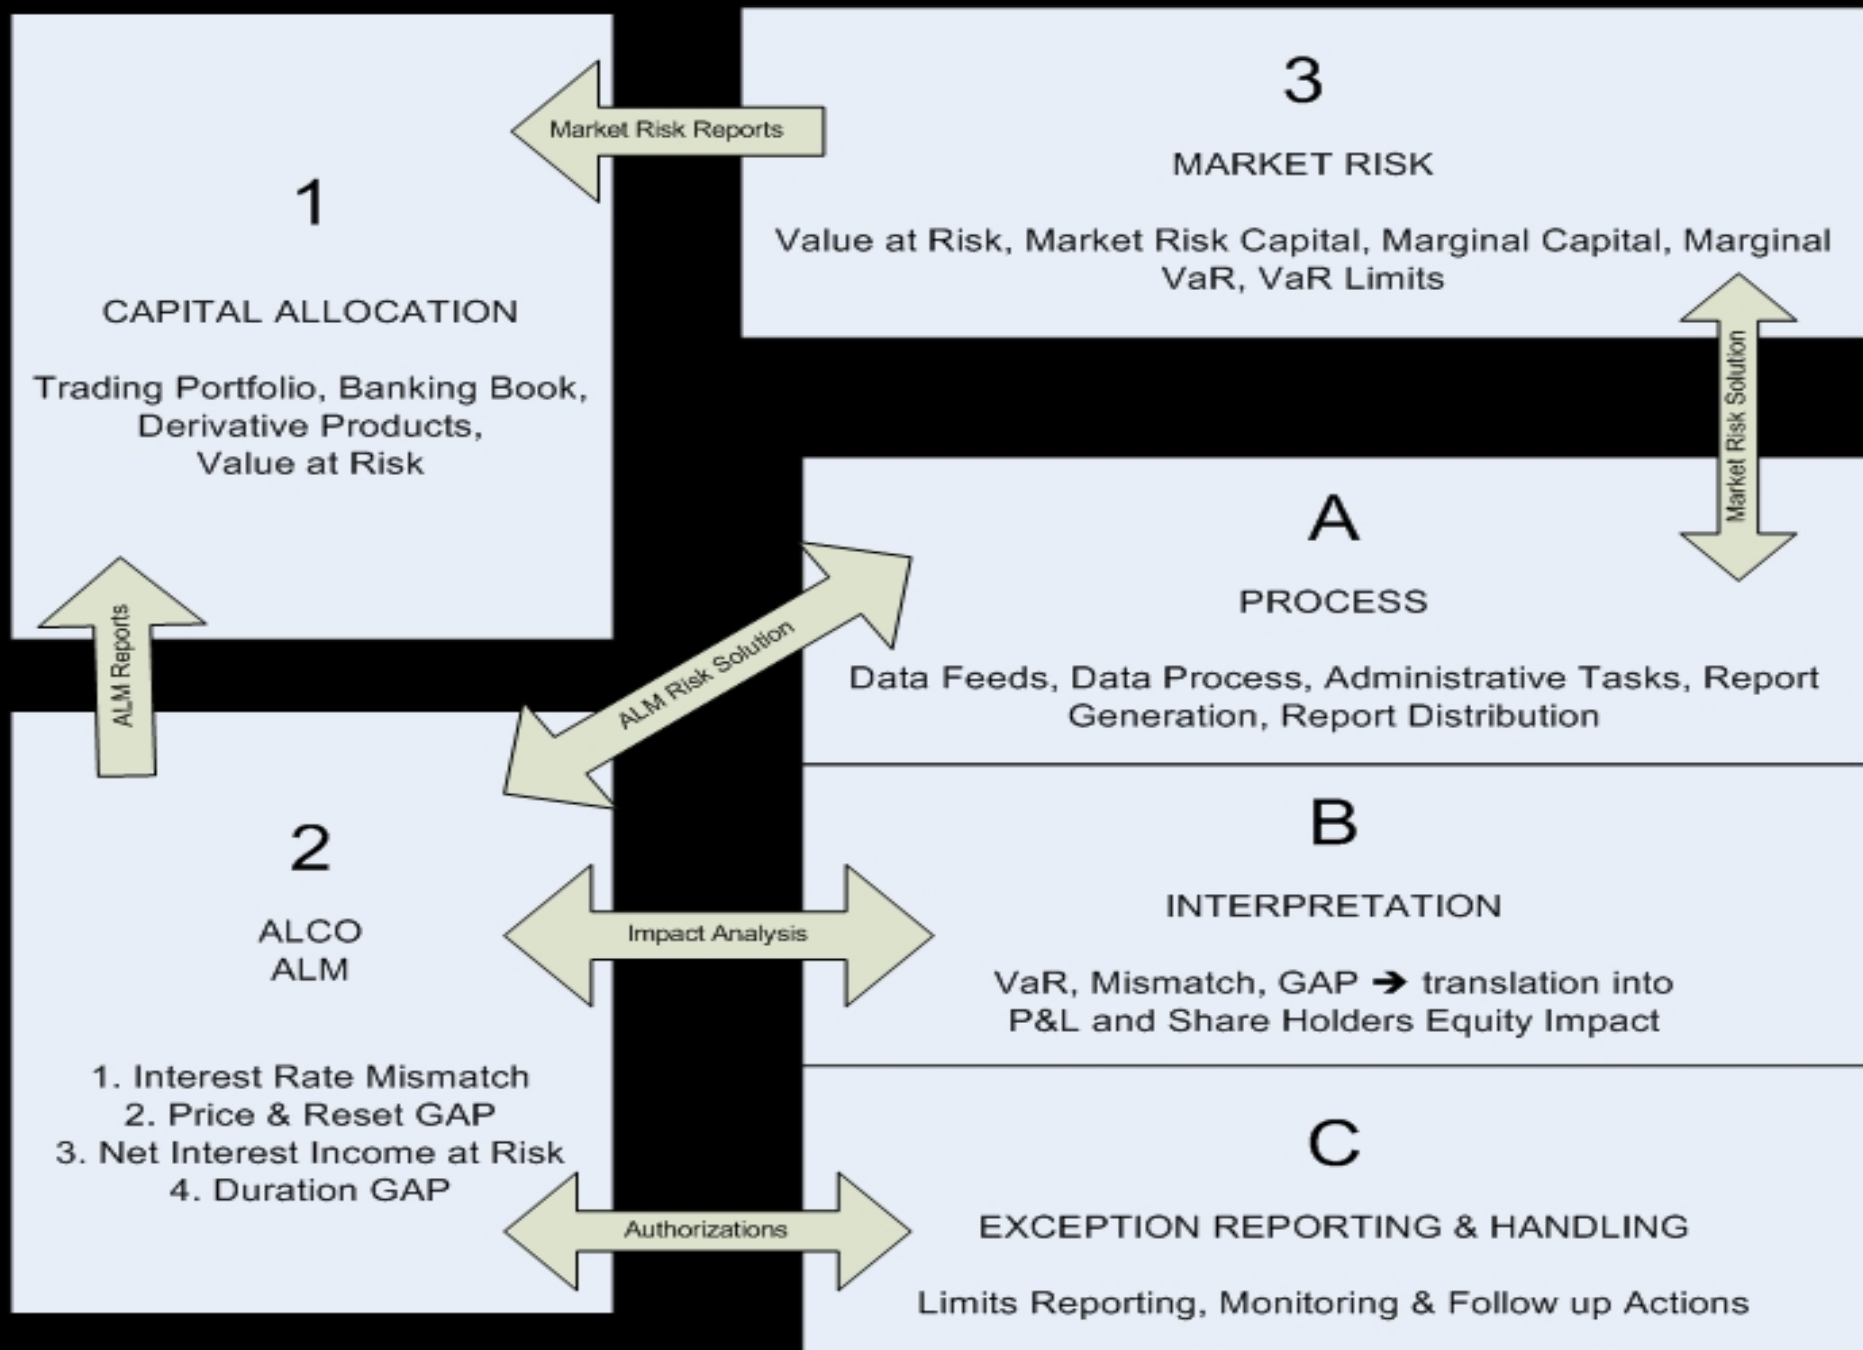 1
CAPITAL ALLOCATION
Trading Portfolio, Banking Book,
Derivative Products,
Value at Risk
Market Risk Reports
3
MARKET RISK
Value at Risk, Market Risk Capital, Marginal Capital, Marginal
VaR, VaR Limits
Market Risk Solution
ALM Reports
ALM Risk Solution
A
PROCESS
Data Feeds, Data Process, Administrative Tasks, Report
Generation, Report Distribution
2
ALCO
ALM
1. Interest Rate Mismatch
2. Price & Reset GAP
3. Net Interest Income at Risk
4. Duration GAP
Impact Analysis
B
INTERPRETATION
VaR, Mismatch, GAP ➔ translation into
P&L and Share Holders Equity Impact
Authorizations
C
EXCEPTION REPORTING & HANDLING
Limits Reporting, Monitoring & Follow up Actions